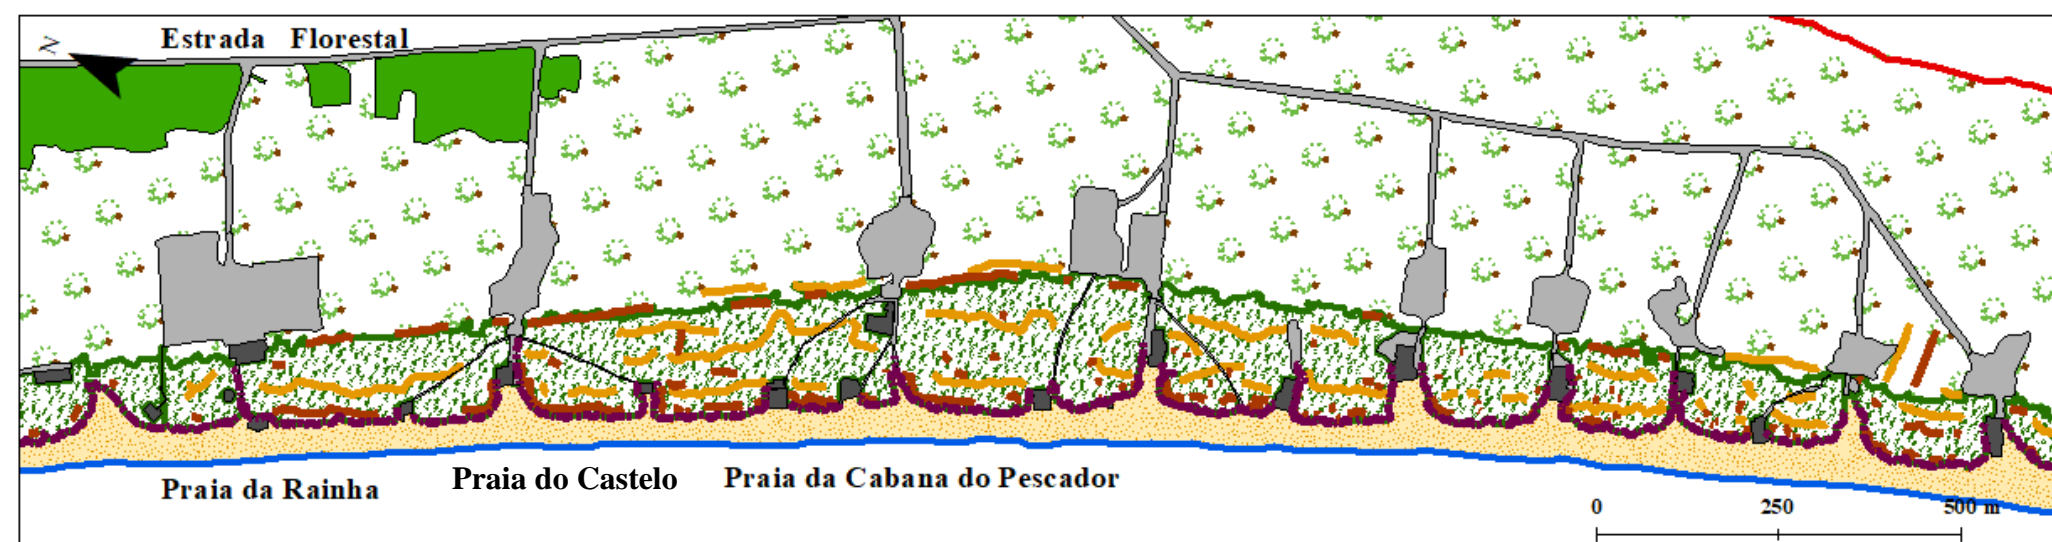 N
Estrada Florestal
Praia da Rainha
Praia do Castelo
Praia da Cabana do Pescador
0 250 500 m